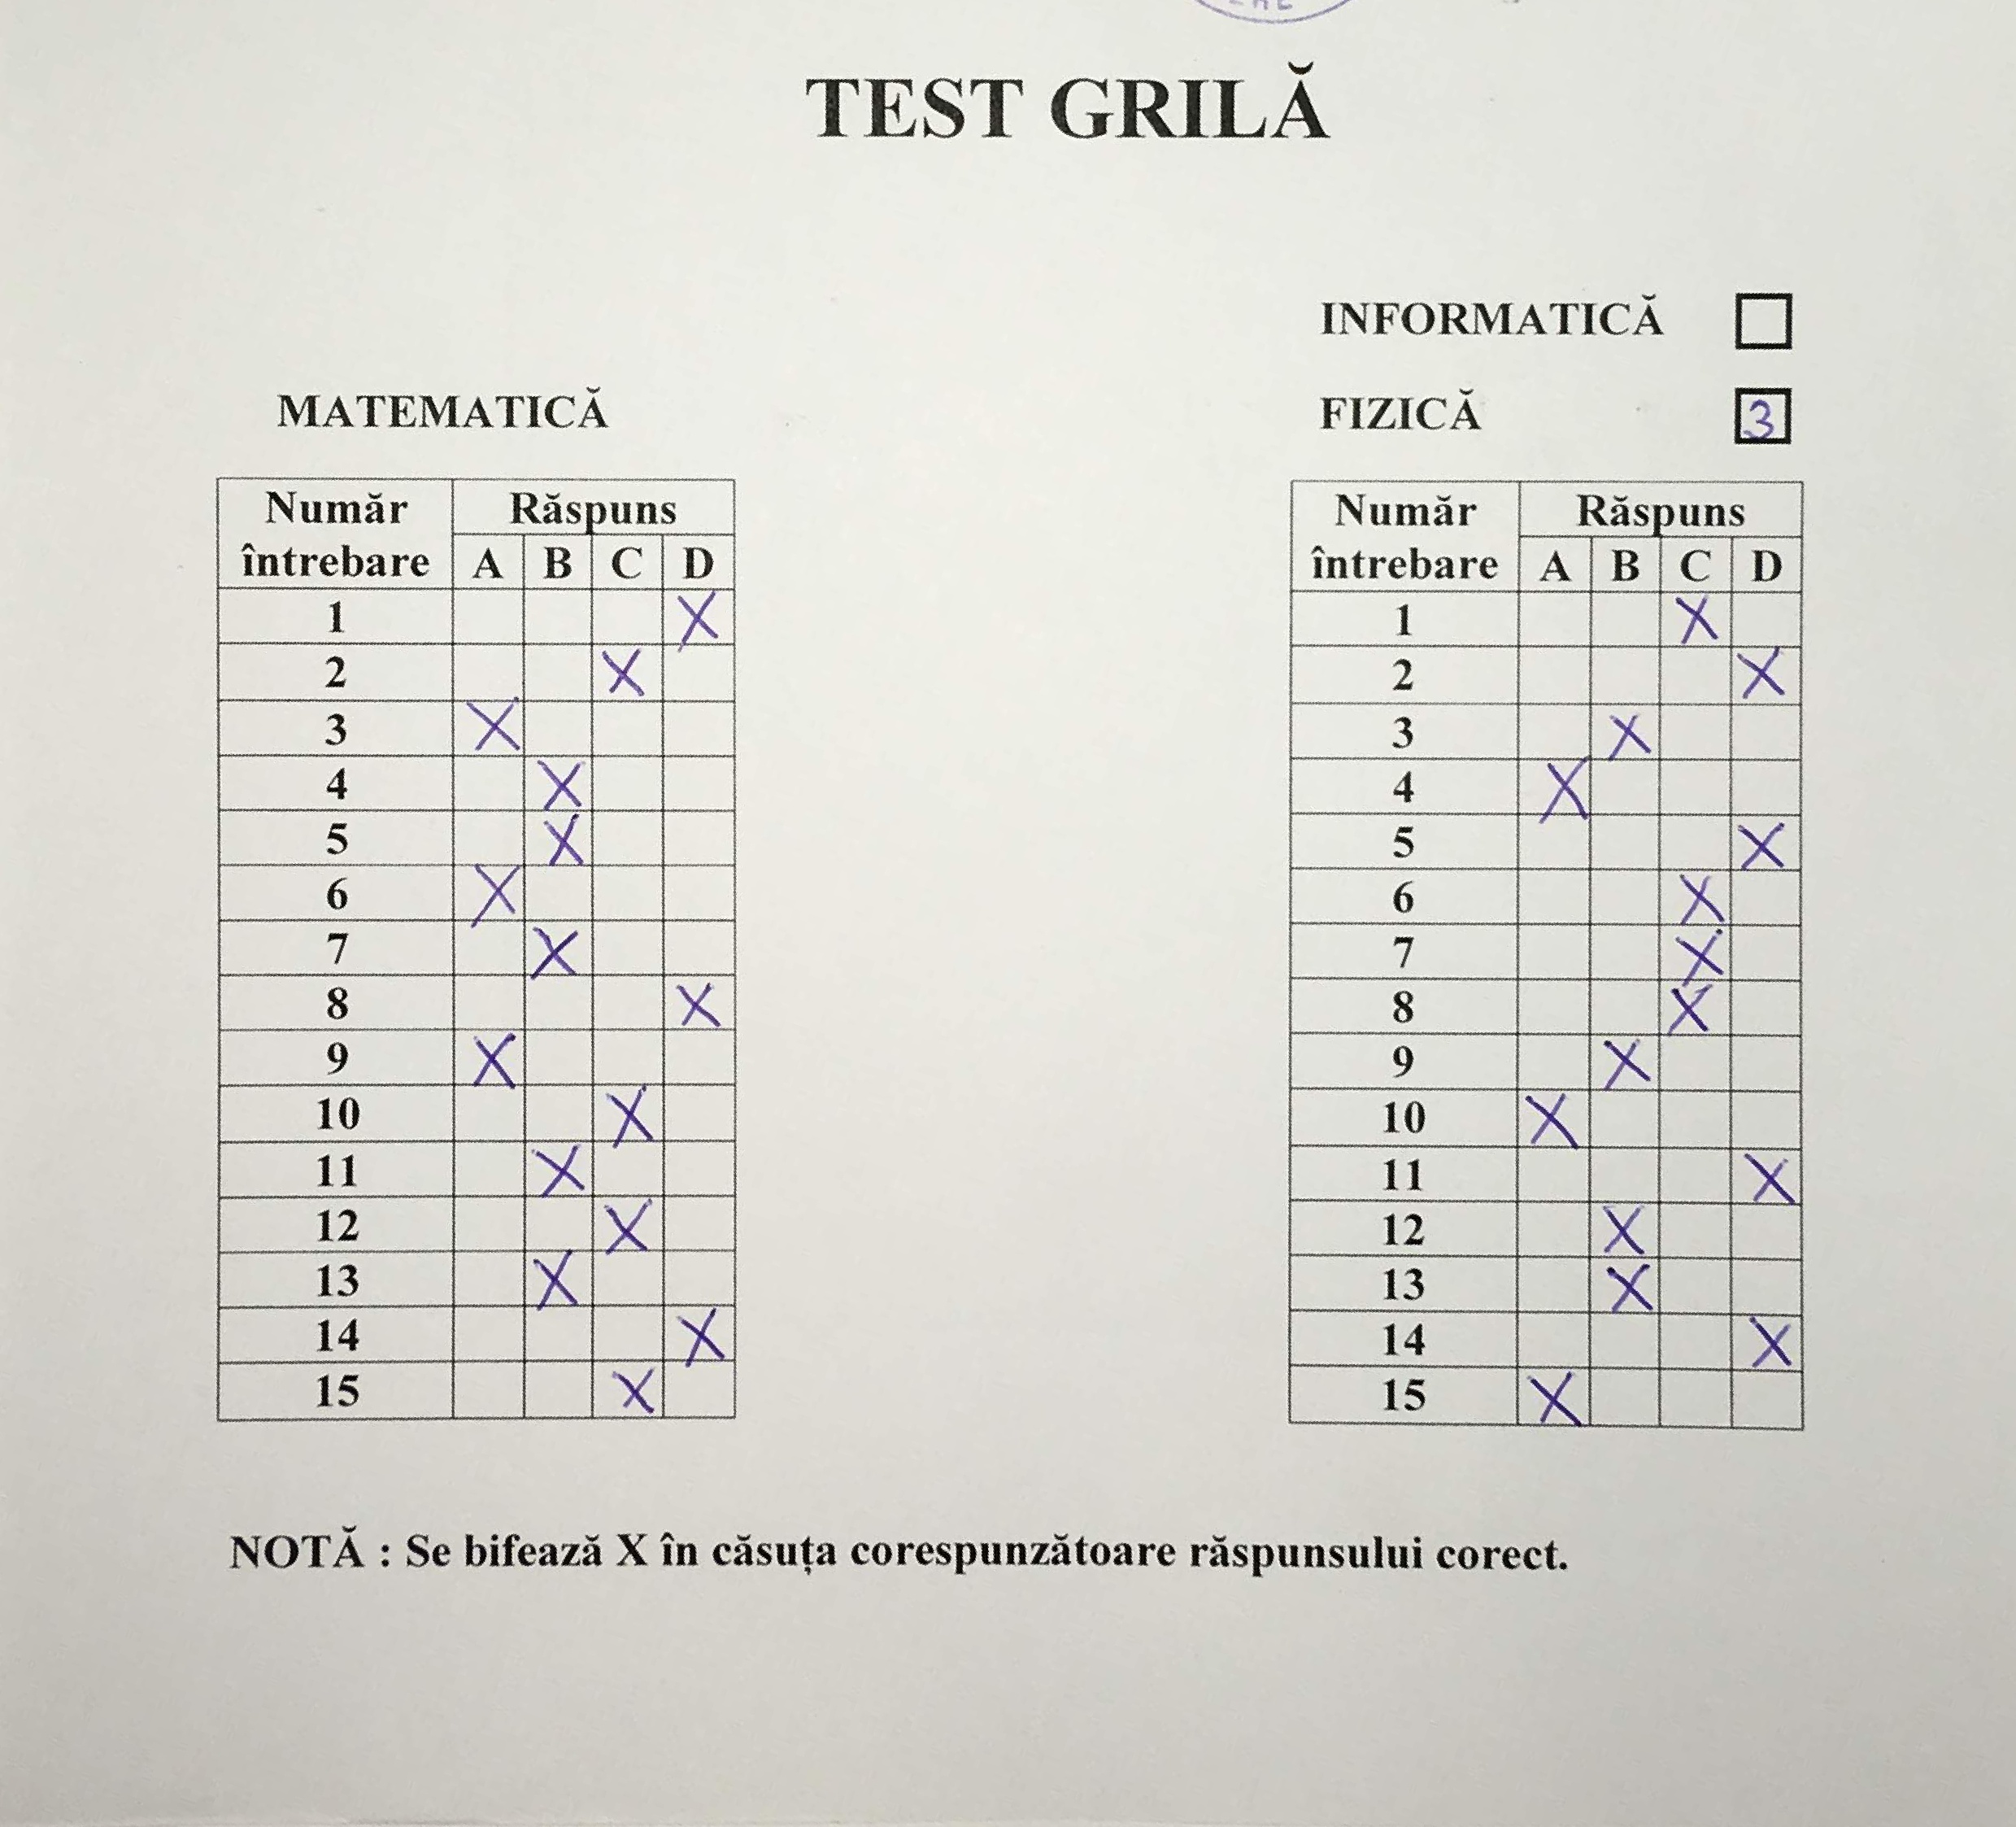 TEST GRILĂ
INFORMATICĂ
MATEMATICĂ
FIZICĂ 3
Număr întrebare Răspuns
A B C D
1 X
2 X
3 X
4 X
5 X
6 X
7 X
8 X
9 X
10 X
11 X
12 X
13 X
14 X
15 X
Număr întrebare Răspuns
A B C D
1 X
2 X
3 X
4 X
5 X
6 X
7 X
8 X
9 X
10 X
11 X
12 X
13 X
14 X
15 X
NOTĂ : Se bifează X în căsuța corespunzătoare răspunsului corect.